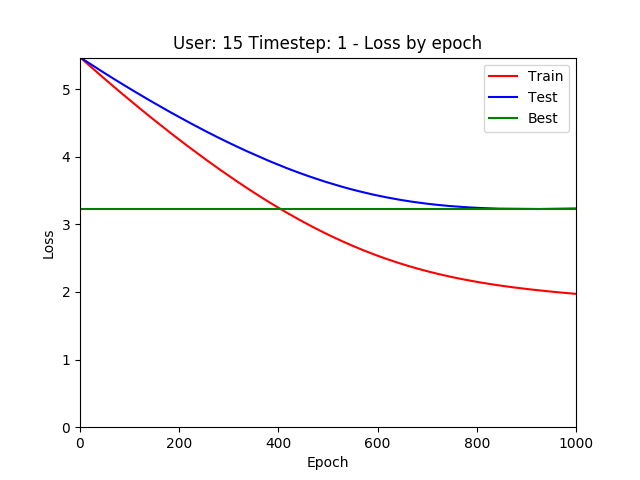 User: 15 Timestep: 1 - Loss by epoch
Train
Test
Best
5
4
3
2
1
0
Loss
0 200 400 600 800 1000
Epoch